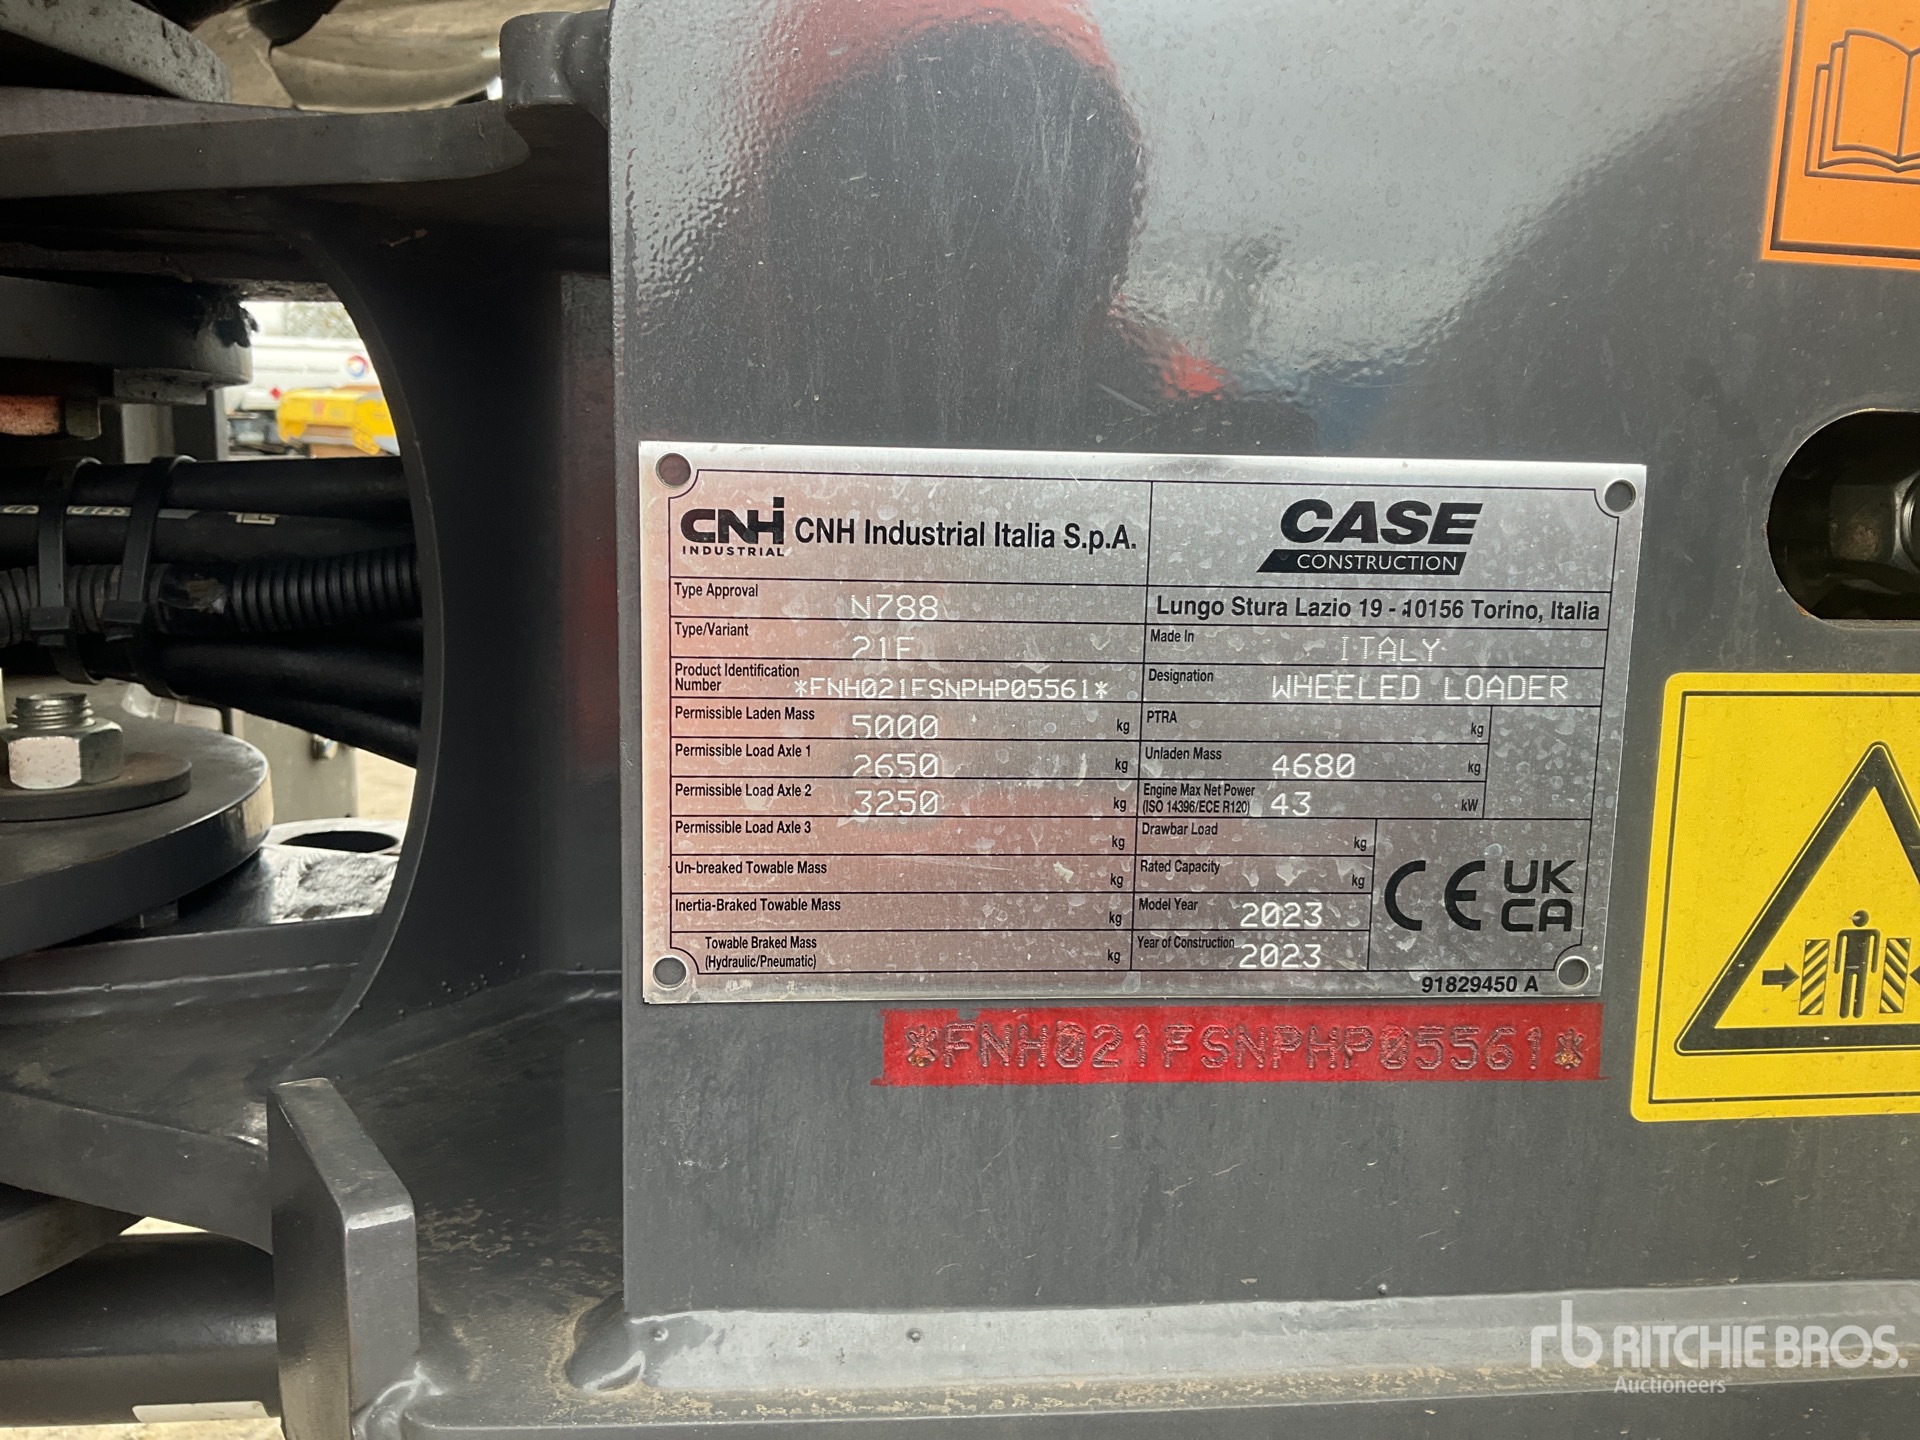 CNH
INDUSTRIAL
CNH Industrial Italia S.p.A.
CASE
CONSTRUCTION
Type Approval N788
Lungo Stura Lazio 19 - 10156 Torino, Italia
Type/Variant 21F
Made In ITALY
Product Identification
Number *FNH021FSNPHP05561*
Designation WHEELED LOADER
Permissible Laden Mass 5000 kg
PTRA kg
Permissible Load Axle 1 2650 kg
Unladen Mass 4680 kg
Permissible Load Axle 2 3250 kg
Engine Max Net Power
(ISO 14396/ECE R120) 43 kW
Permissible Load Axle 3 kg
Drawbar Load kg
Un-breaked Towable Mass kg
Rated Capacity kg
Inertia-Braked Towable Mass kg
Model Year 2023
Towable Braked Mass
(Hydraulic/Pneumatic) kg
Year of Construction 2023
CE
UK
CA
91829450 A
*FNH021FSNPHP05561*
rb RITCHIE BROS.
Auctioneers